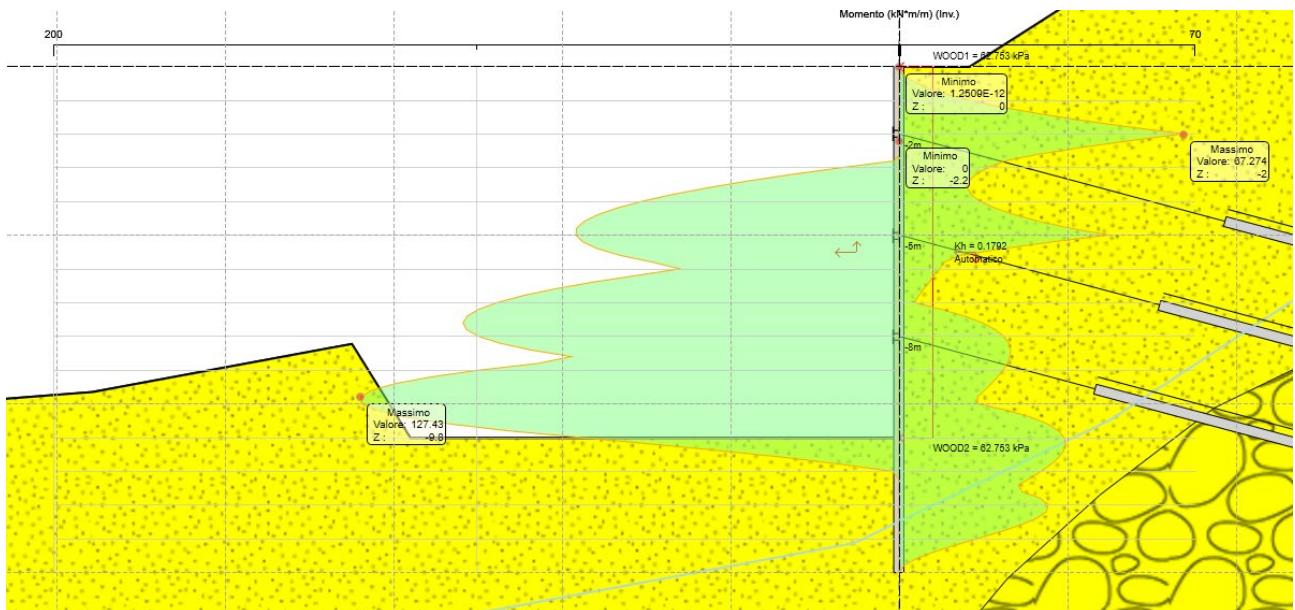 Momento (kN*m/m) (Inv.)
200
70
WOOD1 = 62.753 kPa
Minimo
Valore: 1.2509E-12
Z : 0
-2m
Minimo
Valore: 0
Z : -2.2
Massimo
Valore: 67.274
Z : -2
-5m
Kh = 0.1792
Automatico
-8m
Massimo
Valore: 127.43
Z : -9.8
WOOD2 = 62.753 kPa